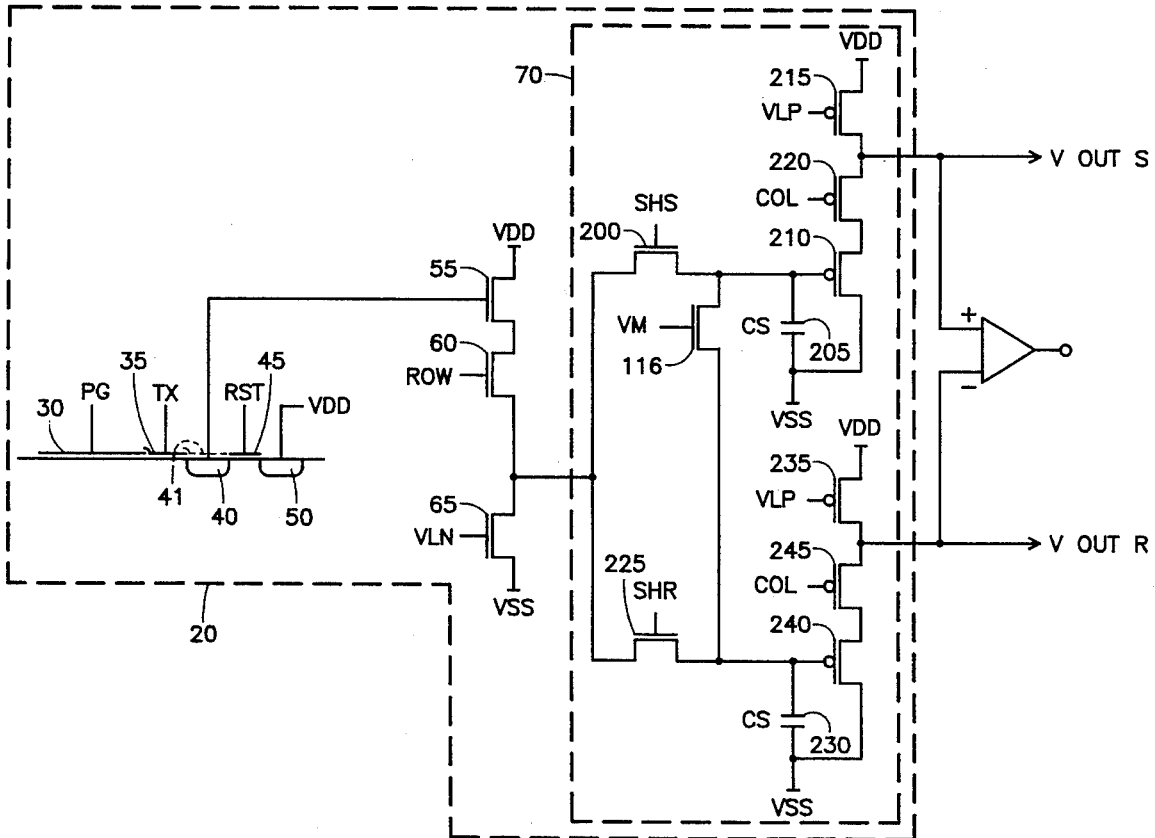 VDD
70
215
VLP
V OUT S
220
COL
SHS
200
VDD
210
55
+
VM
CS
205
60
116
ROW
35
45
PG
TX
RST
VSS
30
VDD
−
VDD
235
41
40
50
65
VLP
VLN
V OUT R
225
245
SHR
COL
VSS
20
240
CS
230
VSS